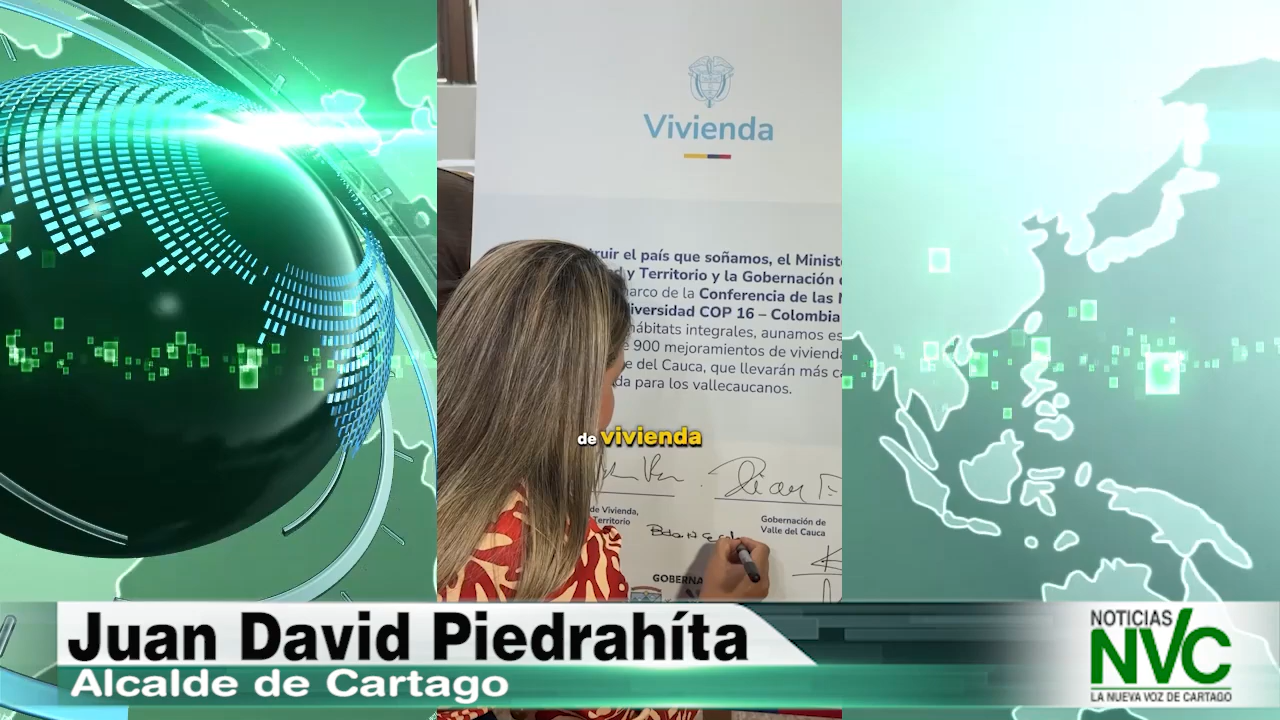 Vivienda
ruir el país que soñamos, el Minist
d y Territorio y la Gobernación
marco de la Conferencia de las
iversidad COP 16 – Colombia
hábitats integrales, aunamos es
e 900 mejoramientos de vivienda
e del Cauca, que llevarán más ca
da para los vallecaucanos.
de vivienda
de Vivienda,
Territorio
Gobernación de
Valle del Cauca
GOBERNA
Juan David Piedrahíta
Alcalde de Cartago
NOTICIAS
NVC
LA NUEVA VOZ DE CARTAGO